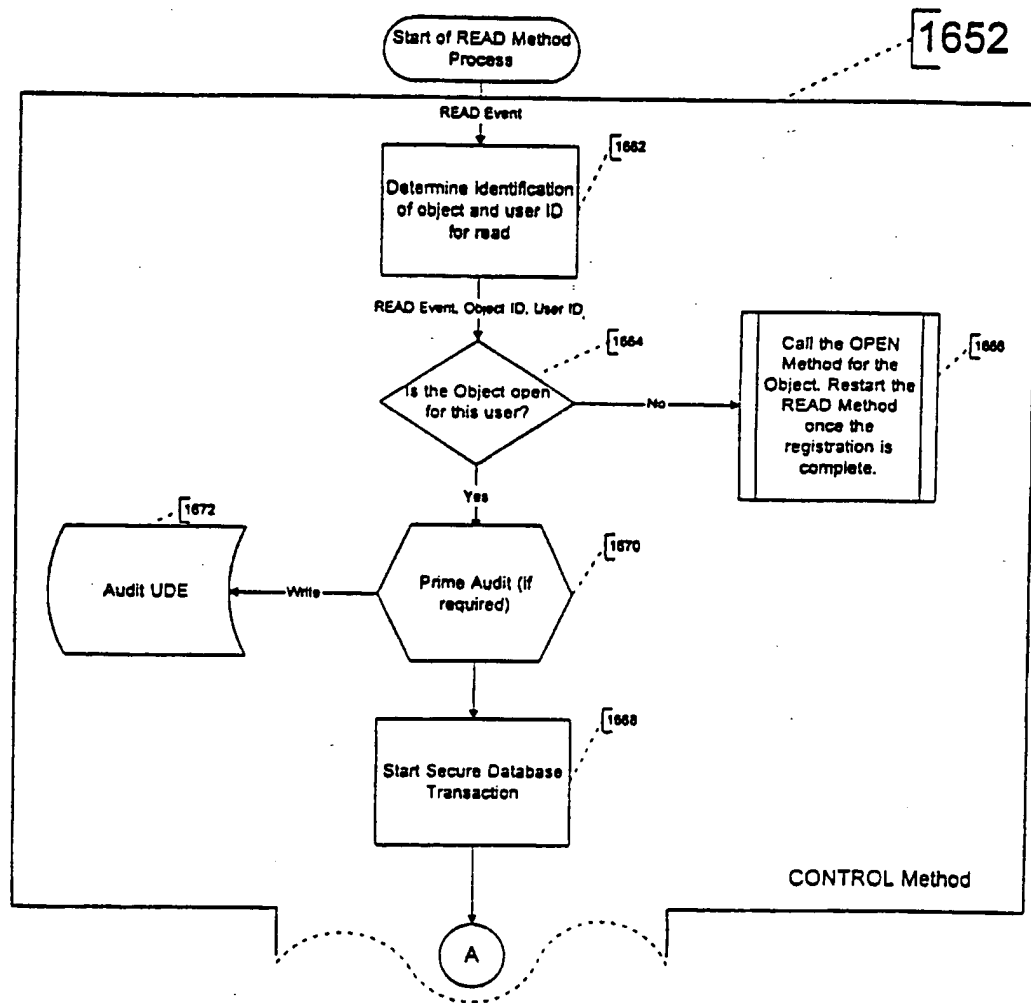 Start of READ Method
Process
1652
READ Event
1662
Determine Identification
of object and user ID
for read
READ Event, Object ID, User ID
1664
Is the Object open
for this user?
No
Call the OPEN
Method for the
Object. Restart the
READ Method
once the
registration is
complete.
1666
Yes
1672
Audit UDE
Write
Prime Audit (if
required)
1670
1668
Start Secure Database
Transaction
CONTROL Method
A